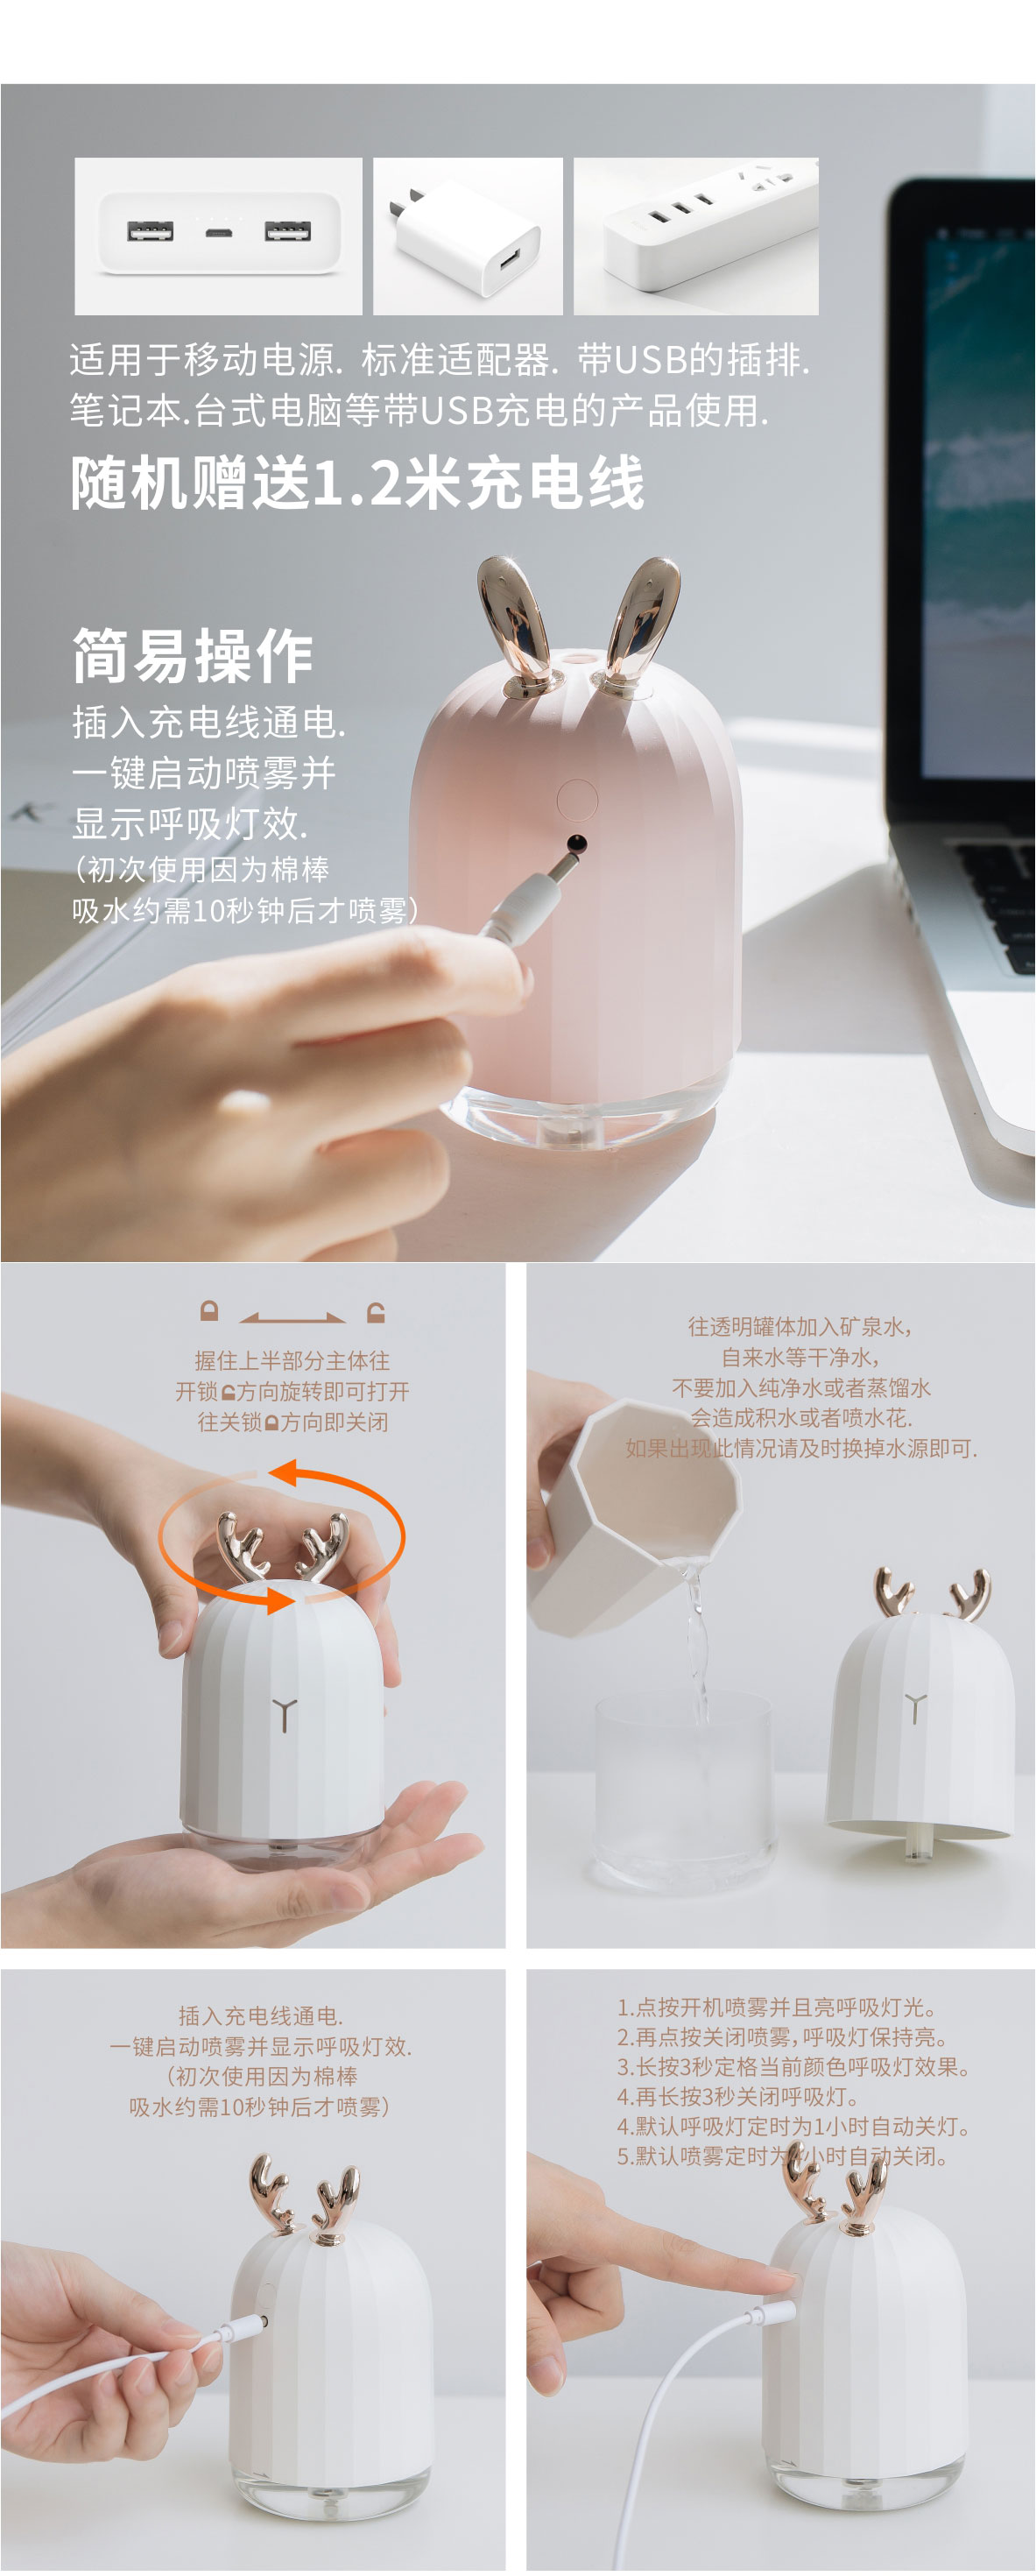 适用于移动电源. 标准适配器. 带USB的插排.
笔记本.台式电脑等带USB充电的产品使用.
随机赠送1.2米充电线
简易操作
插入充电线通电.
一键启动喷雾并
显示呼吸灯效.
（初次使用因为棉棒
吸水约需10秒钟后才喷雾）
握住上半部分主体往
开锁方向旋转即可打开
往关锁方向即关闭
往透明罐体加入矿泉水，
自来水等干净水，
不要加入纯净水或者蒸馏水
会造成积水或者喷水花.
如果出现此情况请及时换掉水源即可.
插入充电线通电.
一键启动喷雾并显示呼吸灯效.
（初次使用因为棉棒
吸水约需10秒钟后才喷雾）
1.点按开机喷雾并且亮呼吸灯光。
2.再点按关闭喷雾，呼吸灯保持亮。
3.长按3秒定格当前颜色呼吸灯效果。
4.再长按3秒关闭呼吸灯。
4.默认呼吸灯定时为1小时自动关灯。
5.默认喷雾定时为小时自动关闭。